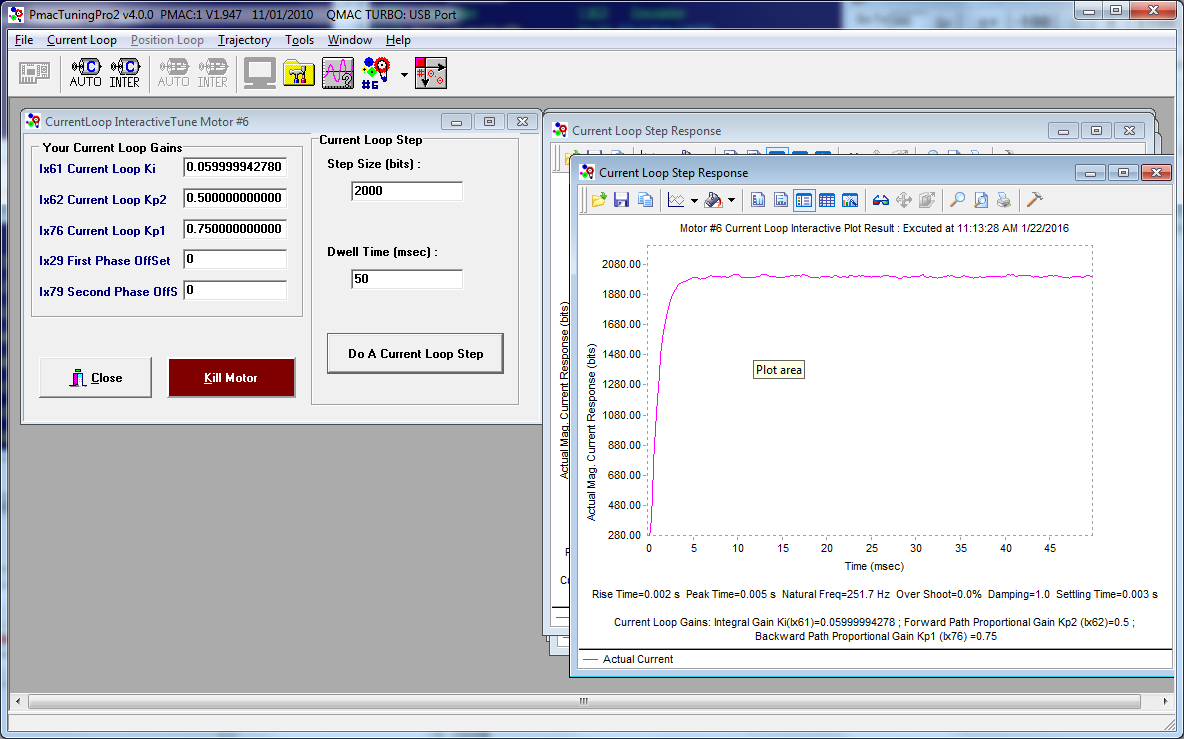 PmacTuningPro2 v4.0.0 PMAC:1 V1.947 11/01/2010 QMAC TURBO: USB Port
File Current Loop Position Loop Trajectory Tools Window Help
AUTO INTER AUTO INTER #6
CurrentLoop InteractiveTune Motor #6
Your Current Loop Gains
Ix61 Current Loop Ki 0.059999942780
Ix62 Current Loop Kp2 0.500000000000
Ix76 Current Loop Kp1 0.750000000000
Ix29 First Phase OffSet 0
Ix79 Second Phase OffS 0
Close
Kill Motor
Current Loop Step
Step Size (bits) :
2000
Dwell Time (msec) :
50
Do A Current Loop Step
Current Loop Step Response
Actual Mag. Current Response (bits)
Current Loop Step Response
Motor #6 Current Loop Interactive Plot Result : Excuted at 11:13:28 AM 1/22/2016
Actual Mag. Current Response (bits)
2080.00
1880.00
1680.00
1480.00
1280.00
1080.00
880.00
680.00
480.00
280.00
Plot area
0 5 10 15 20 25 30 35 40 45
Time (msec)
Rise Time=0.002 s Peak Time=0.005 s Natural Freq=251.7 Hz Over Shoot=0.0% Damping=1.0 Settling Time=0.003 s
Current Loop Gains: Integral Gain Ki(Ix61)=0.05999994278 ; Forward Path Proportional Gain Kp2 (Ix62)=0.5 ;
Backward Path Proportional Gain Kp1 (Ix76) =0.75
Actual Current